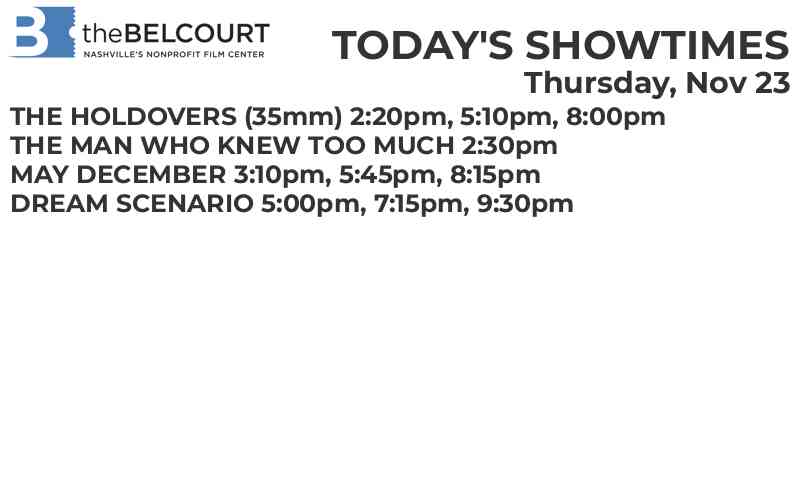 B theBELCOURT
NASHVILLE'S NONPROFIT FILM CENTER
TODAY'S SHOWTIMES
Thursday, Nov 23
THE HOLDOVERS (35mm) 2:20pm, 5:10pm, 8:00pm
THE MAN WHO KNEW TOO MUCH 2:30pm
MAY DECEMBER 3:10pm, 5:45pm, 8:15pm
DREAM SCENARIO 5:00pm, 7:15pm, 9:30pm